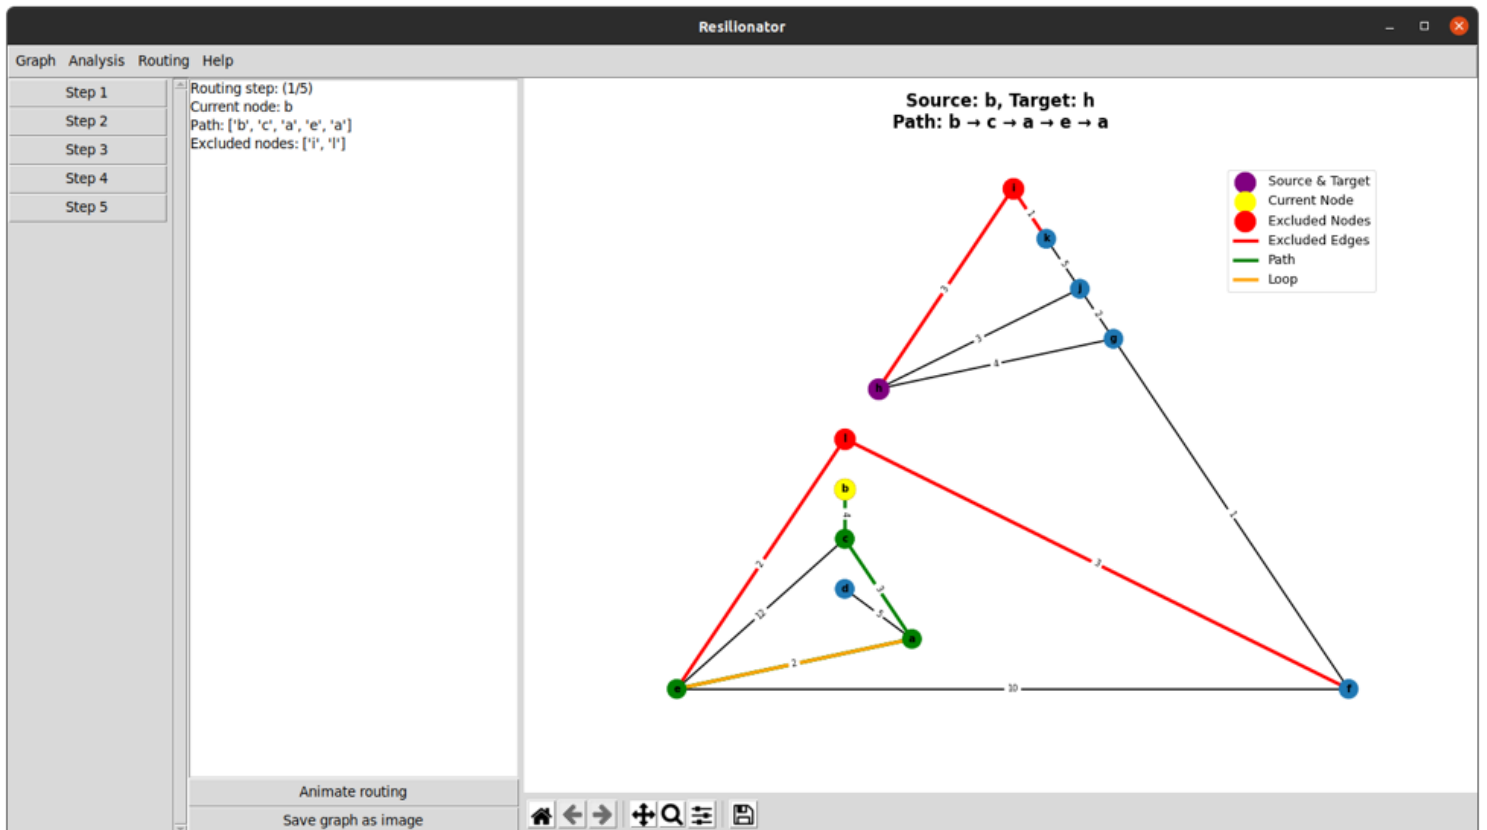 Resilionator
Graph Analysis Routing Help
Step 1
Step 2
Step 3
Step 4
Step 5
Routing step: (1/5)
Current node: b
Path: ['b', 'c', 'a', 'e', 'a']
Excluded nodes: ['i', 'l']
Animate routing
Save graph as image
Source: b, Target: h
Path: b → c → a → e → a
Source & Target
Current Node
Excluded Nodes
Excluded Edges
Path
Loop
1
k
5
j
2
g
3
3
4
h
b
4
c
2
3
1
d
3
12
5
a
2
e
10
f